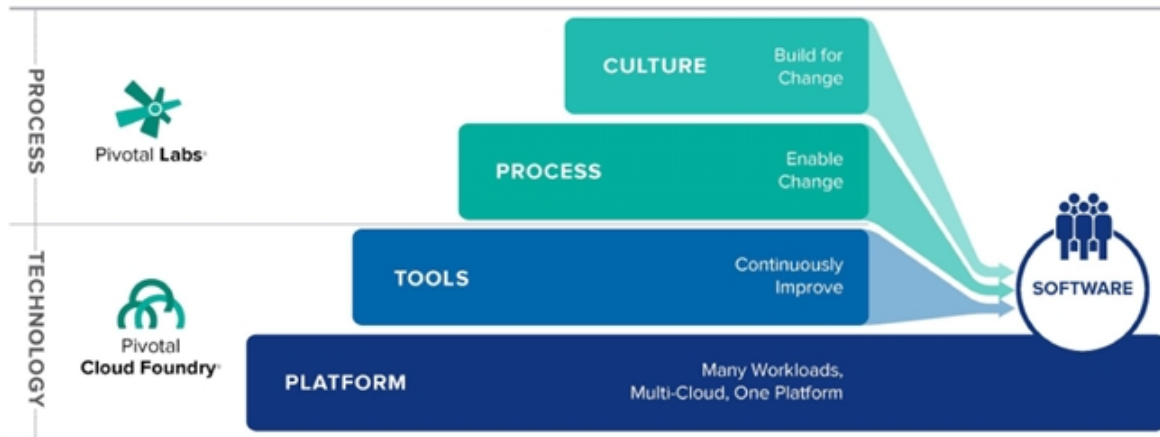 PROCESS
Pivotal Labs®
CULTURE
Build for
Change
PROCESS
Enable
Change
TECHNOLOGY
Pivotal
Cloud Foundry®
TOOLS
Continuously
Improve
PLATFORM
Many Workloads,
Multi-Cloud, One Platform
SOFTWARE